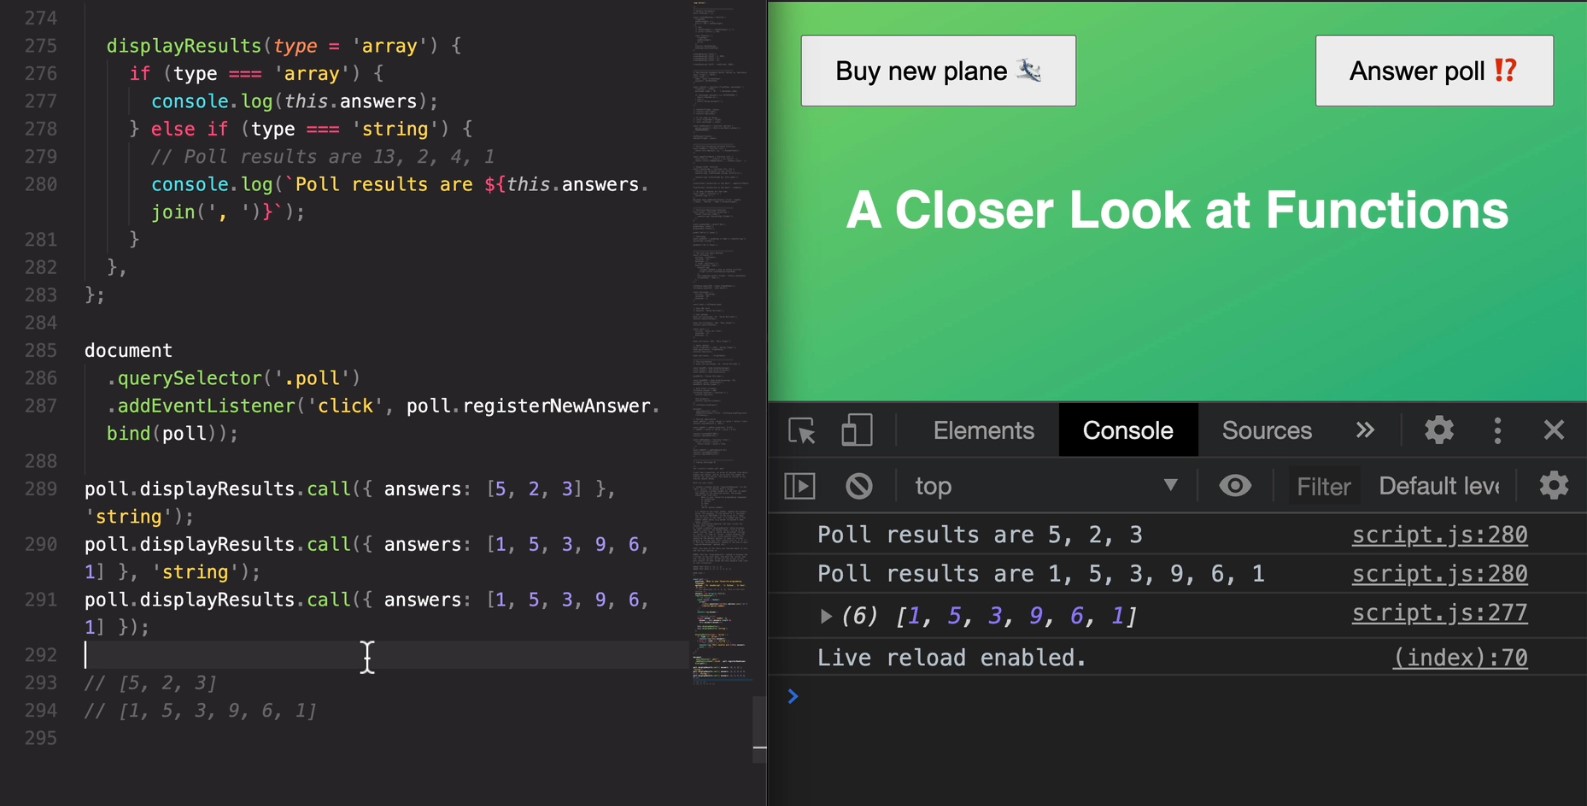 274
275 displayResults(type = 'array') {
276 if (type === 'array') {
277 console.log(this.answers);
278 } else if (type === 'string') {
279 // Poll results are 13, 2, 4, 1
280 console.log(`Poll results are ${this.answers.
join(', ')}`);
281 }
282 },
283 };
284
285 document
286 .querySelector('.poll')
287 .addEventListener('click', poll.registerNewAnswer.
bind(poll));
288
289 poll.displayResults.call({ answers: [5, 2, 3] },
'string');
290 poll.displayResults.call({ answers: [1, 5, 3, 9, 6,
1] }, 'string');
291 poll.displayResults.call({ answers: [1, 5, 3, 9, 6,
1] });
292
293 // [5, 2, 3]
294 // [1, 5, 3, 9, 6, 1]
295
Buy new plane 🛬
Answer poll ⁉️
A Closer Look at Functions
Elements Console Sources »
top Filter Default leve
Poll results are 5, 2, 3 script.js:280
Poll results are 1, 5, 3, 9, 6, 1 script.js:280
(6) [1, 5, 3, 9, 6, 1] script.js:277
Live reload enabled. (index):70